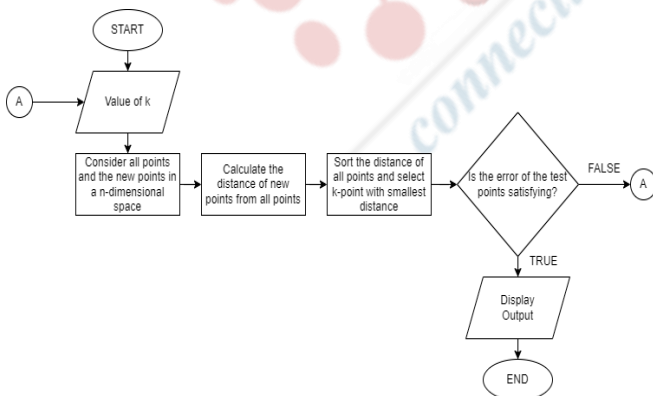 START
A
Value of k
Consider all points
and the new points in
a n-dimensional
space
Calculate the
distance of new
points from all points
Sort the distance of
all points and select
k-point with smallest
distance
Is the error of the test
points satisfying?
FALSE
A
TRUE
Display
Output
END